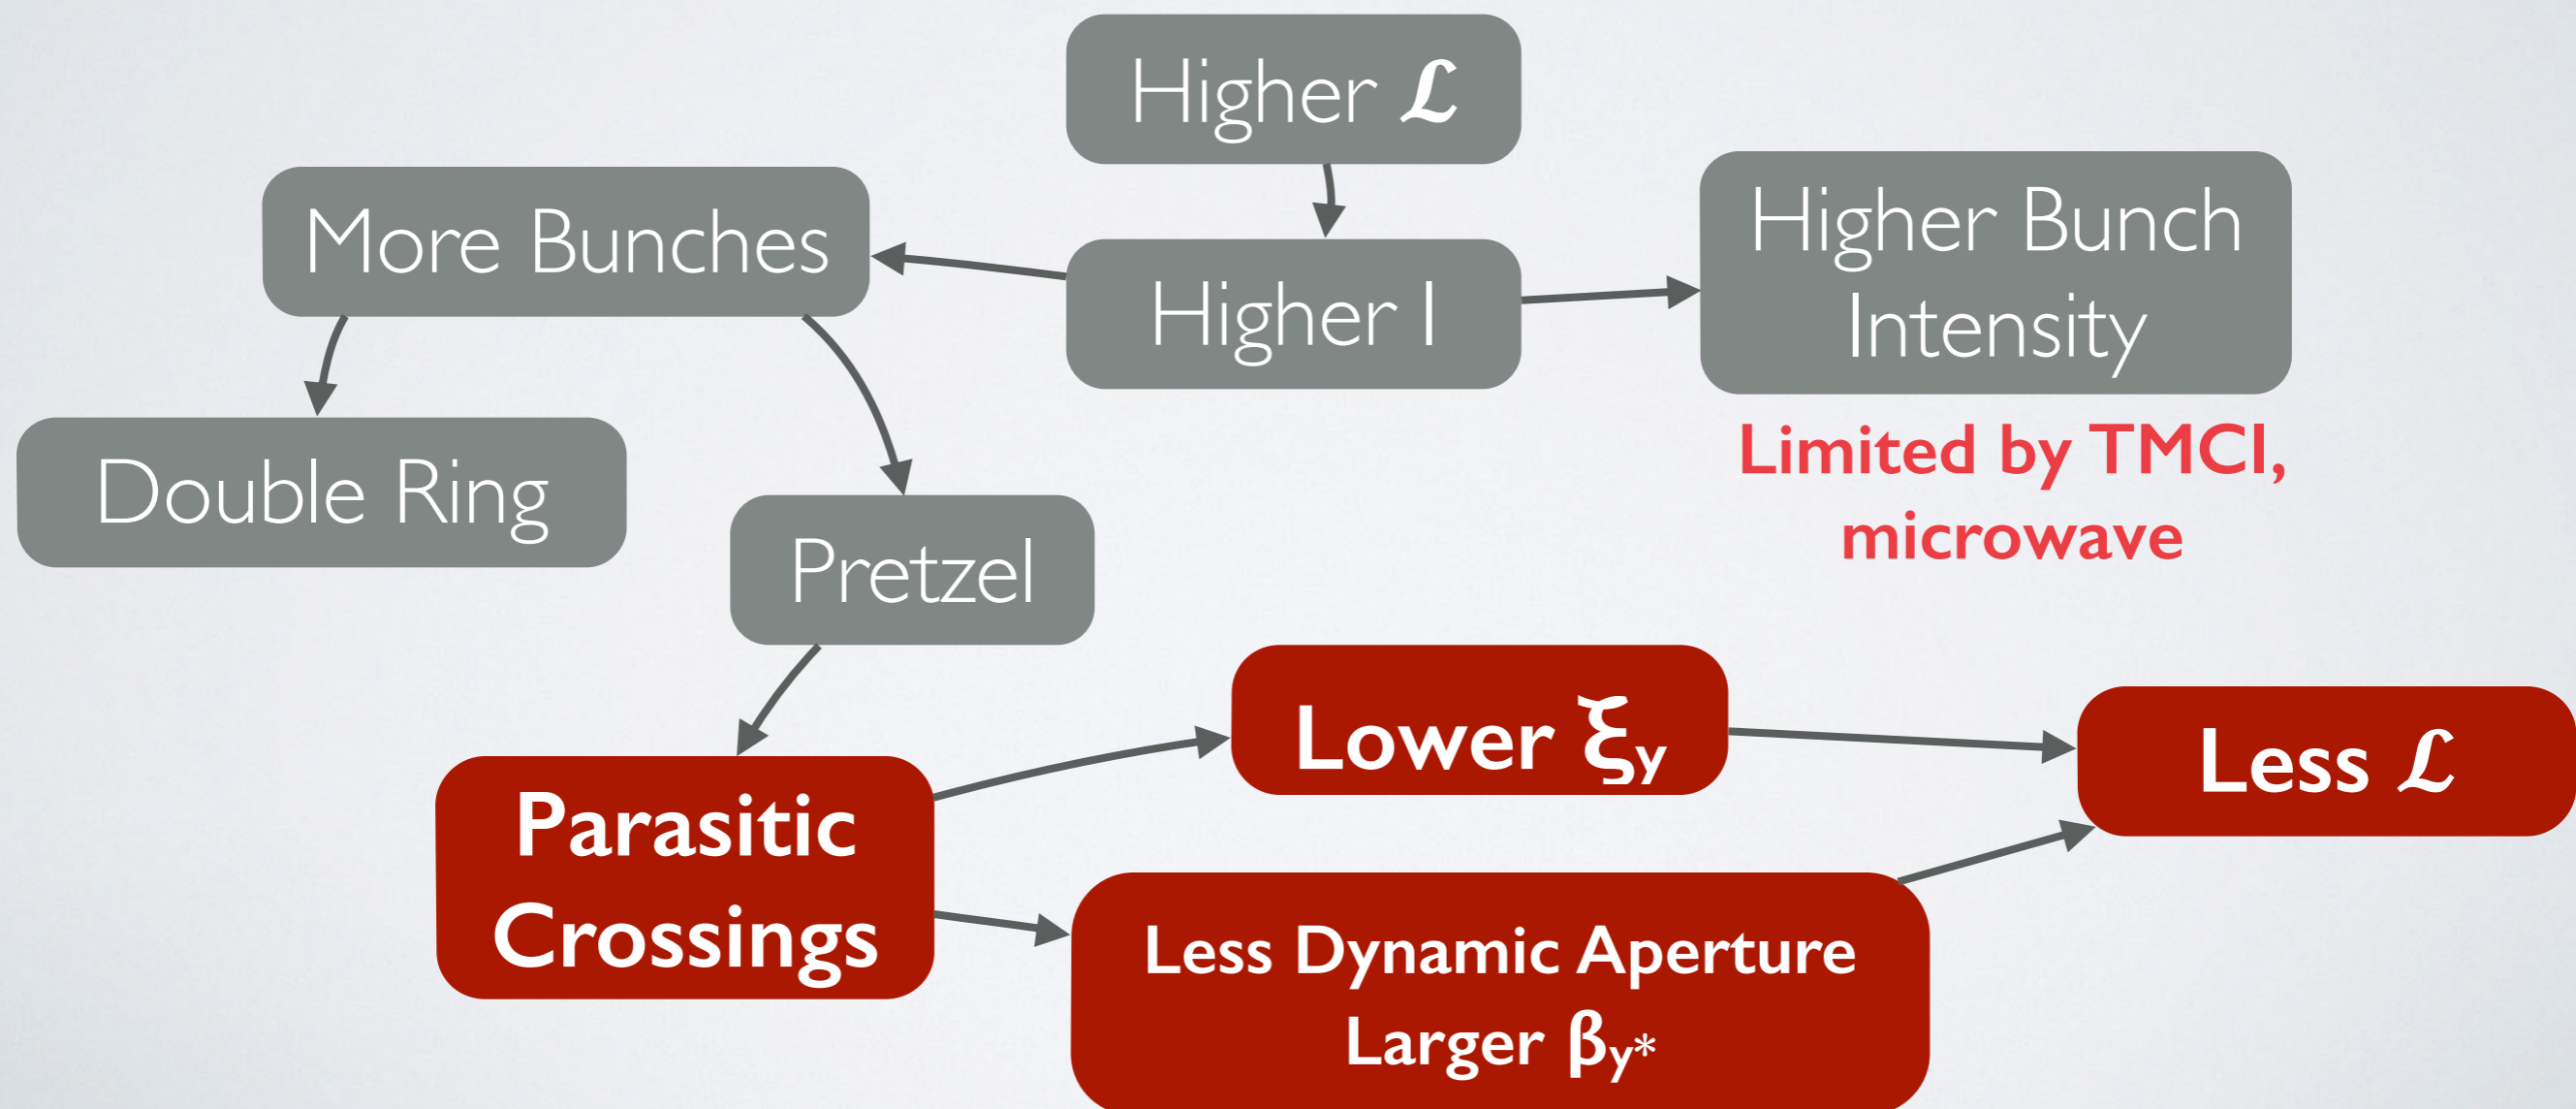 Higher ℒ
More Bunches
Higher I
Higher Bunch
Intensity
Limited by TMCI,
microwave
Double Ring
Pretzel
Parasitic
Crossings
Lower ξy
Less Dynamic Aperture
Larger βy*
Less ℒ